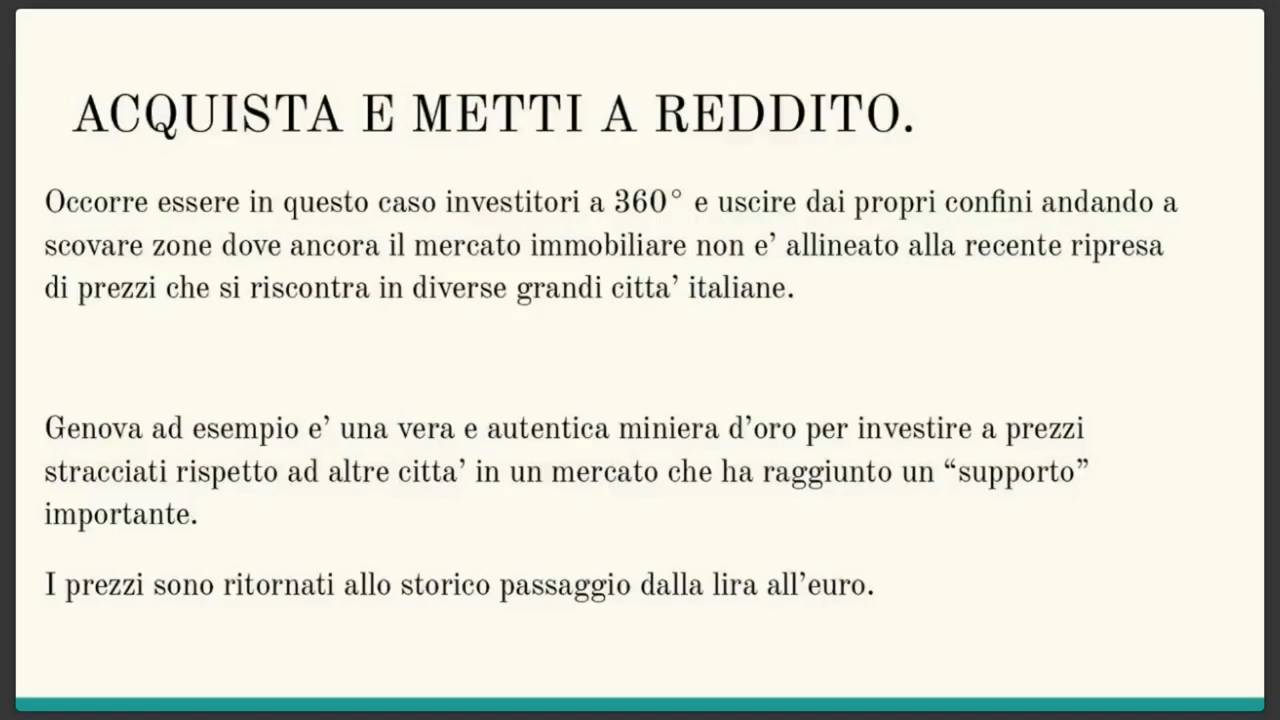 ACQUISTA E METTI A REDDITO.
Occorre essere in questo caso investitori a 360° e uscire dai propri confini andando a
scovare zone dove ancora il mercato immobiliare non e’ allineato alla recente ripresa
di prezzi che si riscontra in diverse grandi citta’ italiane.
Genova ad esempio e’ una vera e autentica miniera d’oro per investire a prezzi
stracciati rispetto ad altre citta’ in un mercato che ha raggiunto un “supporto”
importante.
I prezzi sono ritornati allo storico passaggio dalla lira all’euro.